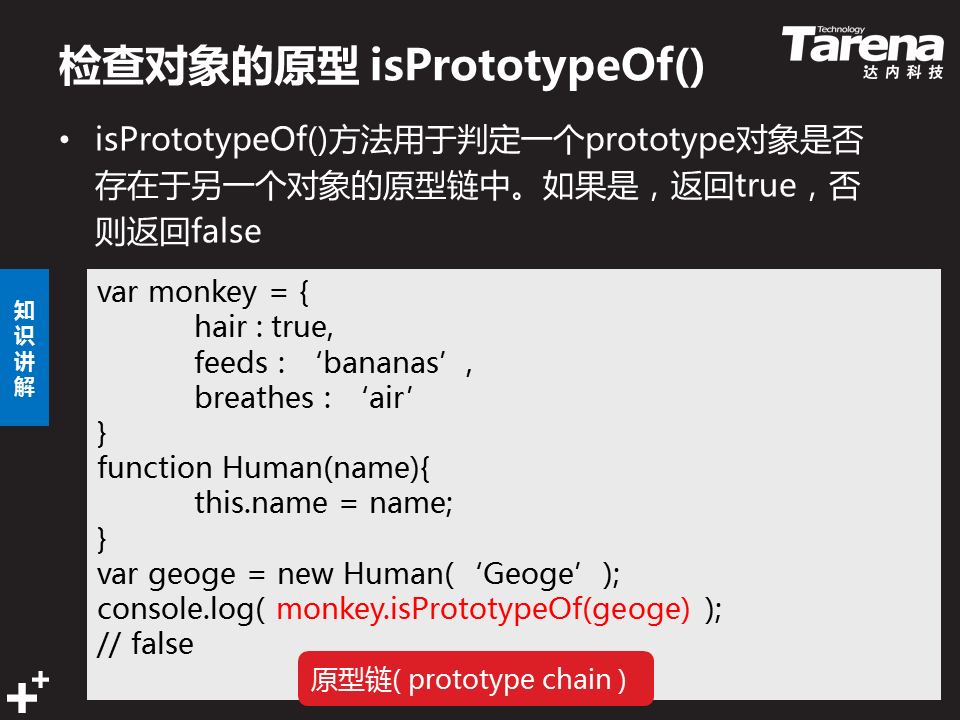 检查对象的原型 isPrototypeOf()
Technology
Tarena
达内科技
• isPrototypeOf()方法用于判定一个prototype对象是否
存在于另一个对象的原型链中。如果是，返回true，否
则返回false
知
识
讲
解
var monkey = {
hair : true,
feeds : ‘bananas’,
breathes : ‘air’
}
function Human(name){
this.name = name;
}
var geoge = new Human( ‘Geoge’ );
console.log( monkey.isPrototypeOf(geoge) );
// false
原型链( prototype chain )